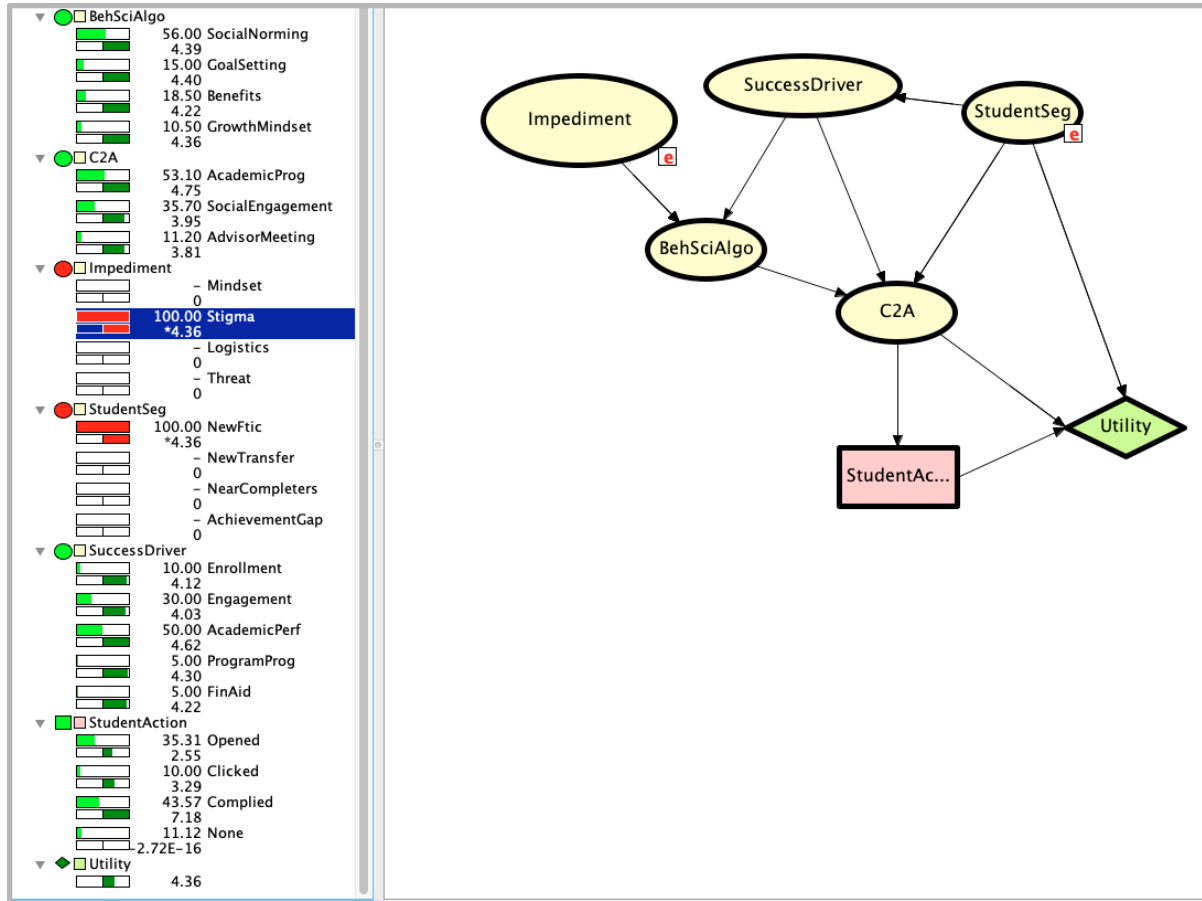 BehSciAlgo
56.00 SocialNorming
4.39
15.00 GoalSetting
4.40
18.50 Benefits
4.22
10.50 GrowthMindset
4.36
C2A
53.10 AcademicProg
4.75
35.70 SocialEngagement
3.95
11.20 AdvisorMeeting
3.81
Impediment
- Mindset
0
100.00 Stigma
*4.36
- Logistics
0
- Threat
0
StudentSeg
100.00 NewFtic
*4.36
- NewTransfer
0
- NearCompleters
0
- AchievementGap
0
SuccessDriver
10.00 Enrollment
4.12
30.00 Engagement
4.03
50.00 AcademicPerf
4.62
5.00 ProgramProg
4.30
5.00 FinAid
4.22
StudentAction
35.31 Opened
2.55
10.00 Clicked
3.29
43.57 Complied
7.18
11.12 None
-2.72E-16
Utility
4.36
SuccessDriver
Impediment
e
StudentSeg
e
BehSciAlgo
C2A
StudentAc...
Utility